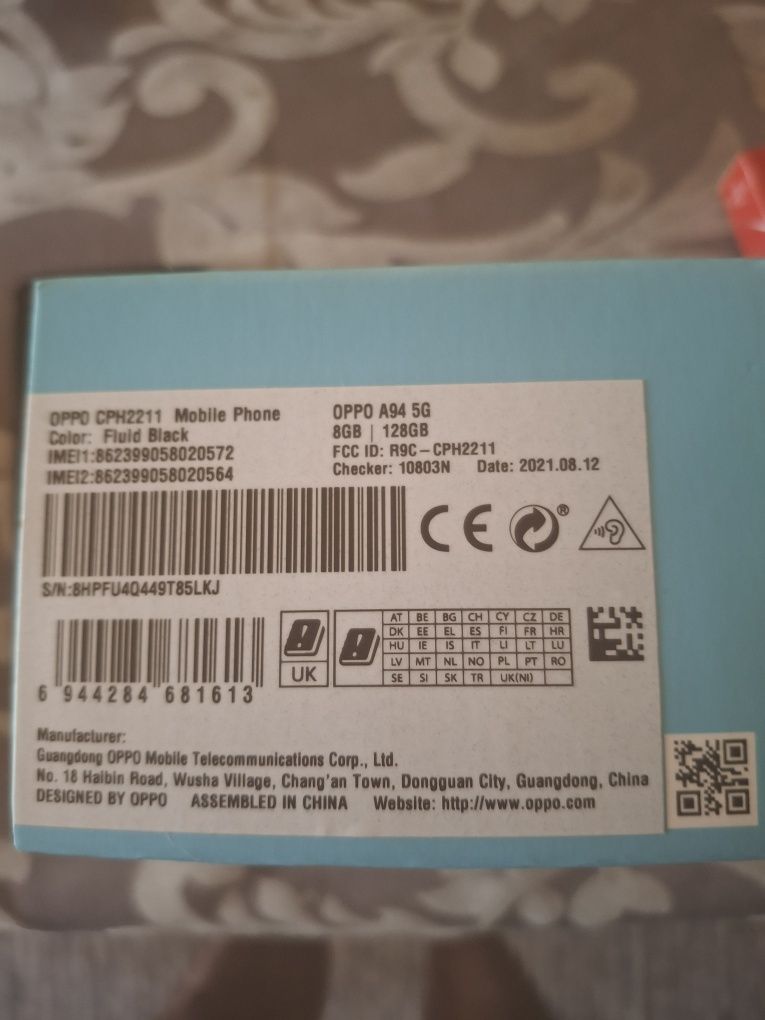 OPPO CPH2211 Mobile Phone
Color: Fluid Black
IMEI1:862399058020572
IMEI2:862399058020564
OPPO A94 5G
8GB | 128GB
FCC ID: R9C-CPH2211
Checker: 10803N Date: 2021.08.12
CE ®
S/N:8HPFU4Q449T85LKJ
6 944284 681613
UK
AT BE BG CH CY CZ DE
DK EE EL ES FI FR HR
HU IE IS IT LI LT LU
LV MT NL NO PL PT RO
SE SI SK TR UK(NI)
Manufacturer:
Guangdong OPPO Mobile Telecommunications Corp., Ltd.
No. 18 Haibin Road, Wusha Village, Chang'an Town, Dongguan City, Guangdong, China
DESIGNED BY OPPO ASSEMBLED IN CHINA Website: http://www.oppo.com